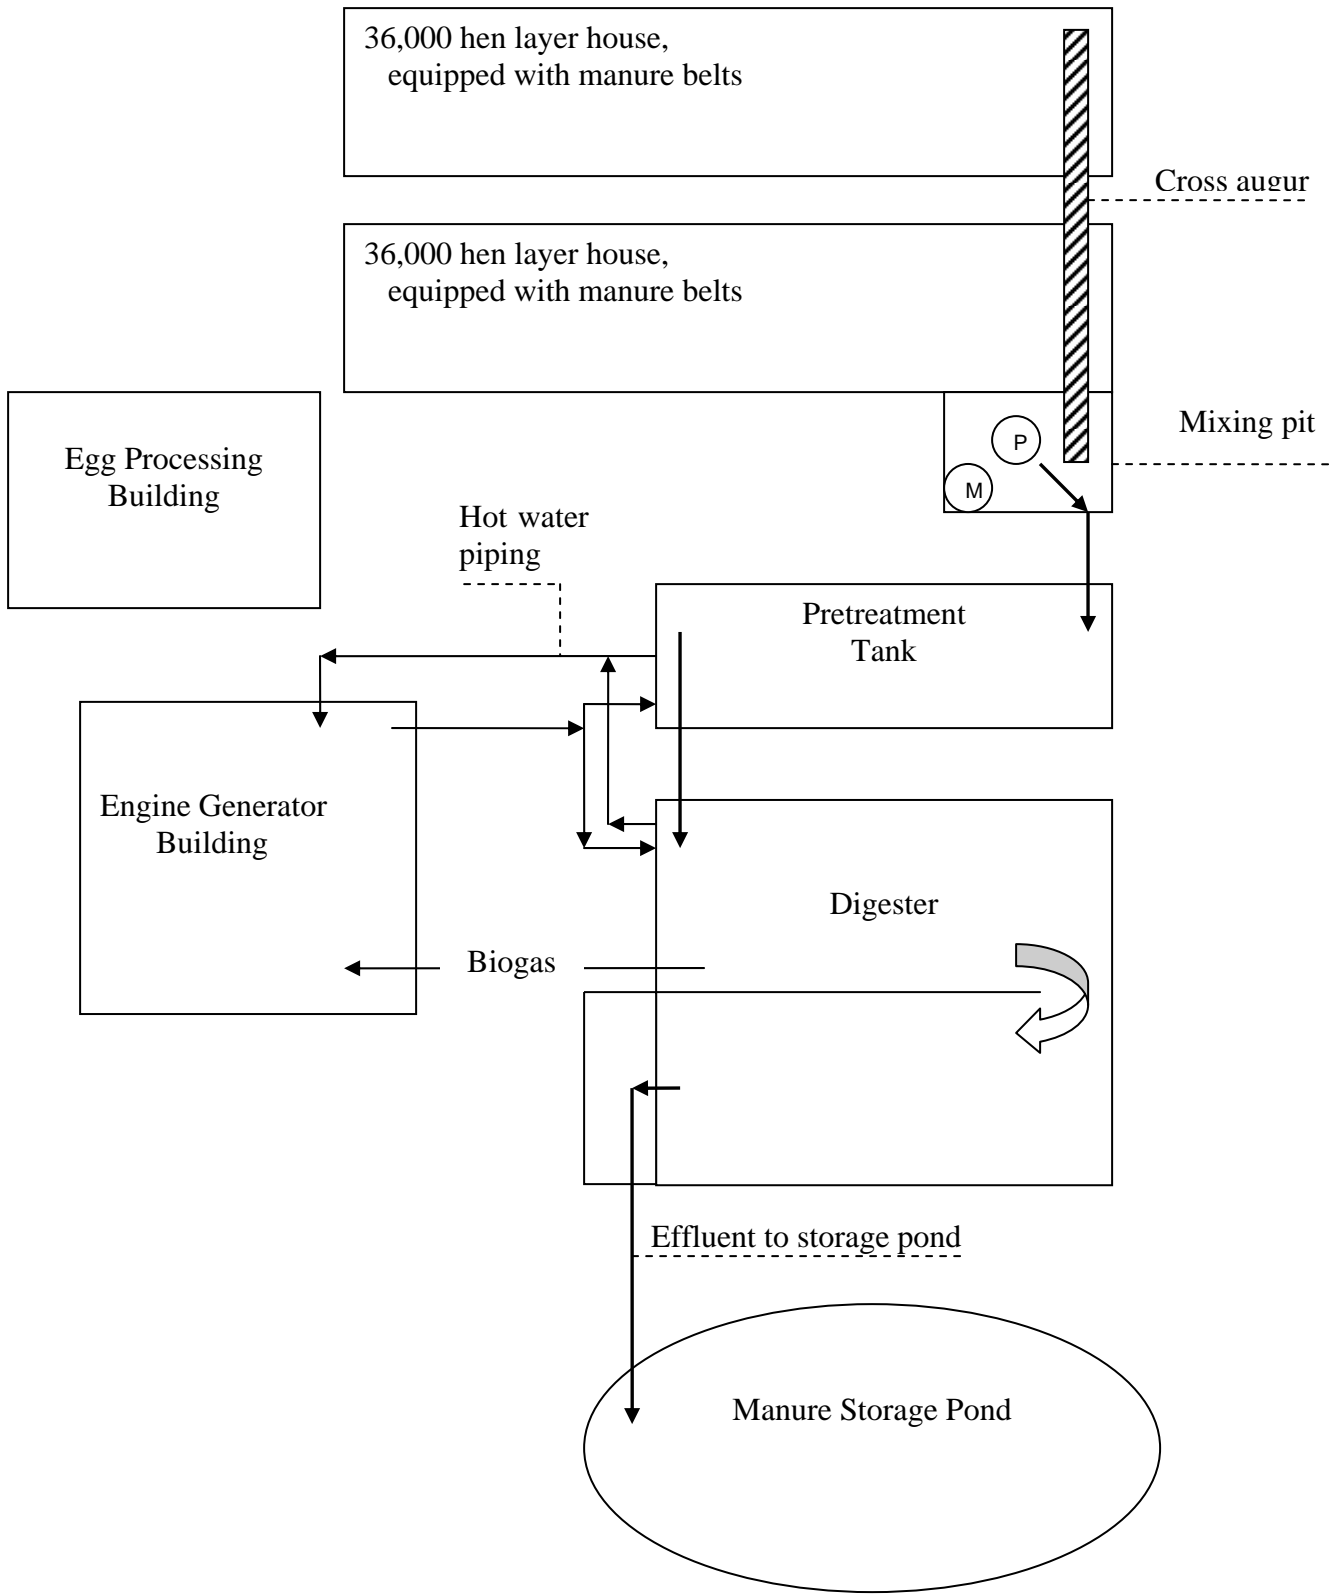 36,000 hen layer house,
equipped with manure belts
Cross augur
36,000 hen layer house,
equipped with manure belts
Mixing pit
P
M
Egg Processing
Building
Hot water
piping
Pretreatment
Tank
Engine Generator
Building
Digester
Biogas
Effluent to storage pond
Manure Storage Pond